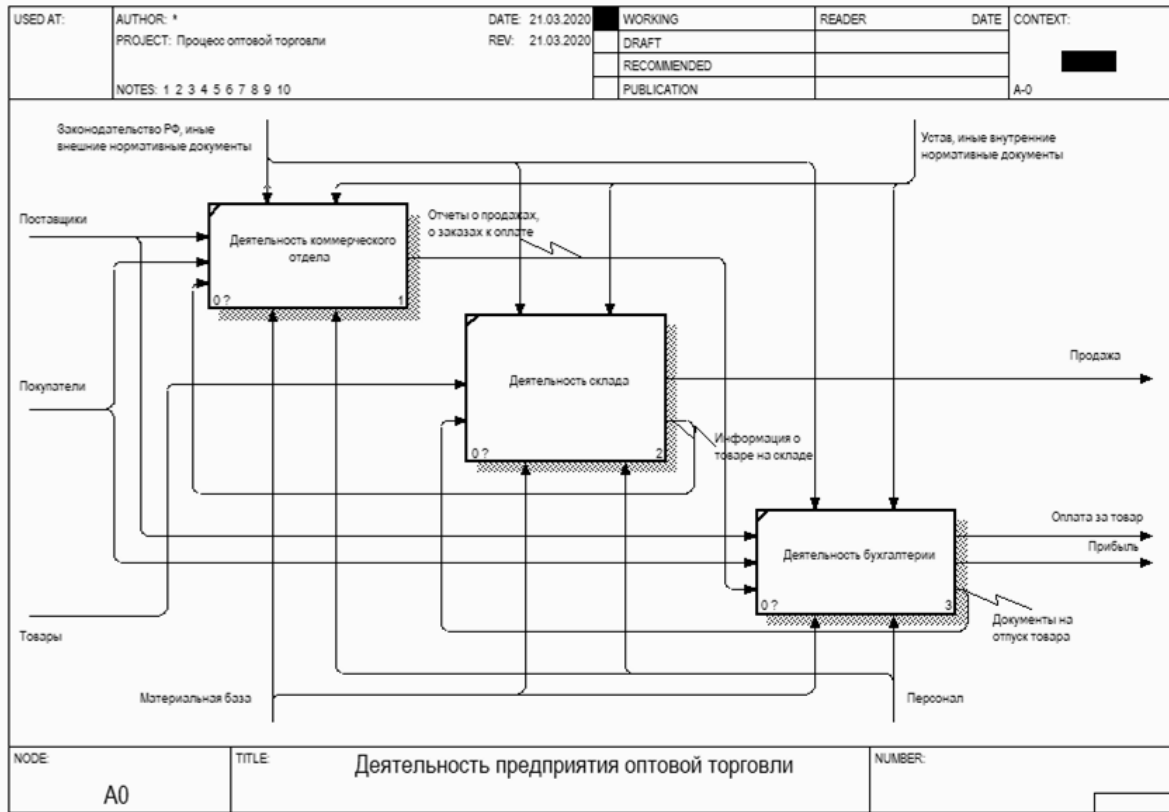 USED AT:
AUTHOR: *
DATE: 21.03.2020
WORKING
READER
DATE
CONTEXT:
PROJECT: Процесс оптовой торговли
REV: 21.03.2020
DRAFT
RECOMMENDED
NOTES: 1 2 3 4 5 6 7 8 9 10
PUBLICATION
A-0
Законодательство РФ, иные
внешние нормативные документы
Устав, иные внутренние
нормативные документы
Поставщики
Отчеты о продажах,
о заказах к оплате
Деятельность коммерческого
отдела
0 ?
1
Продажа
Деятельность склада
Покупатели
Информация о
товаре на складе
0 ?
2
Оплата за товар
Прибыль
Деятельность бухгалтерии
0 ?
3
Документы на
отпуск товара
Товары
Материальная база
Персонал
NODE:
TITLE:
NUMBER:
Деятельность предприятия оптовой торговли
A0